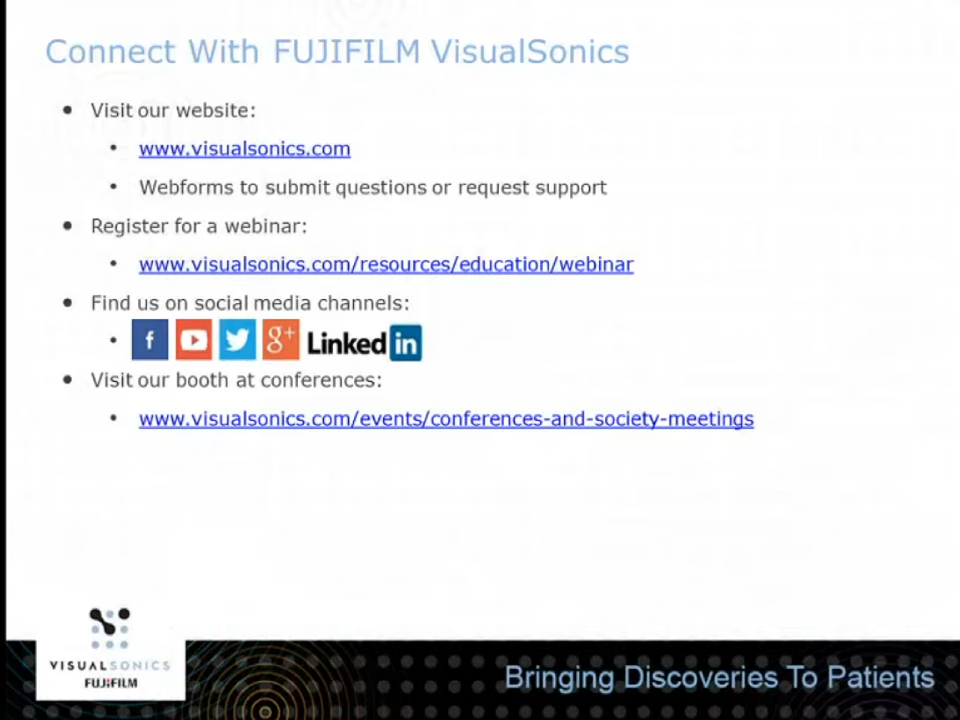 Connect With FUJIFILM VisualSonics
• Visit our website:
• www.visualsonics.com
• Webforms to submit questions or request support
• Register for a webinar:
• www.visualsonics.com/resources/education/webinar
• Find us on social media channels:
• f g+ Linked in
• Visit our booth at conferences:
• www.visualsonics.com/events/conferences-and-society-meetings
VISUALSONICS
FUJIFILM
Bringing Discoveries To Patients